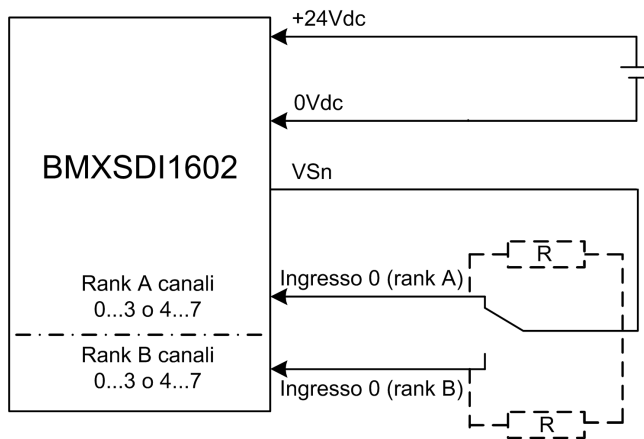 +24Vdc
0Vdc
BMXSDI1602
VSn
R
Rank A canali
0...3 o 4...7
Ingresso 0 (rank A)
Rank B canali
0...3 o 4...7
Ingresso 0 (rank B)
R